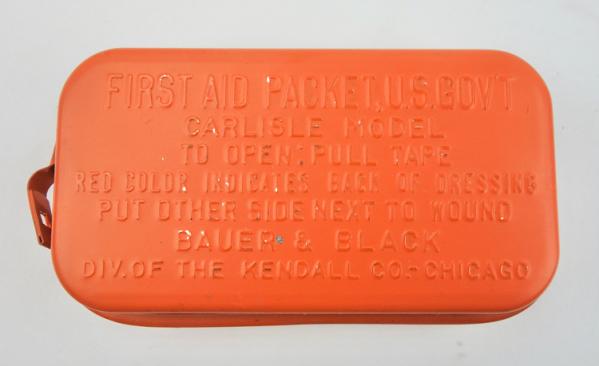 FIRST AID PACKET, U.S. GOV'T
CARLISLE MODEL
TO OPEN: PULL TAPE
RED COLOR INDICATES BACK OF DRESSING
PUT OTHER SIDE NEXT TO WOUND
BAUER & BLACK
DIV. OF THE KENDALL CO.-CHICAGO